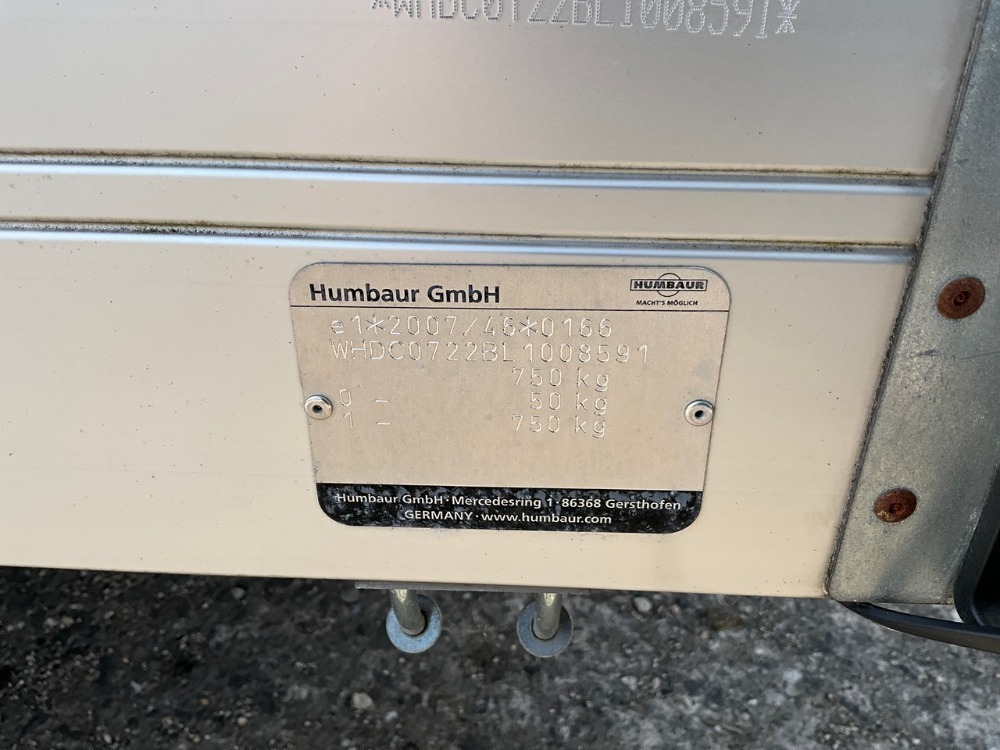 *WHDC0722BL1008591*
Humbaur GmbH
HUMBAUR
MACHT'S MÖGLICH
e1*2007/46*0166
WHDC0722BL1008591
750 kg
0 - 50 kg
1 - 750 kg
Humbaur GmbH · Mercedesring 1 · 86368 Gersthofen
GERMANY · www.humbaur.com